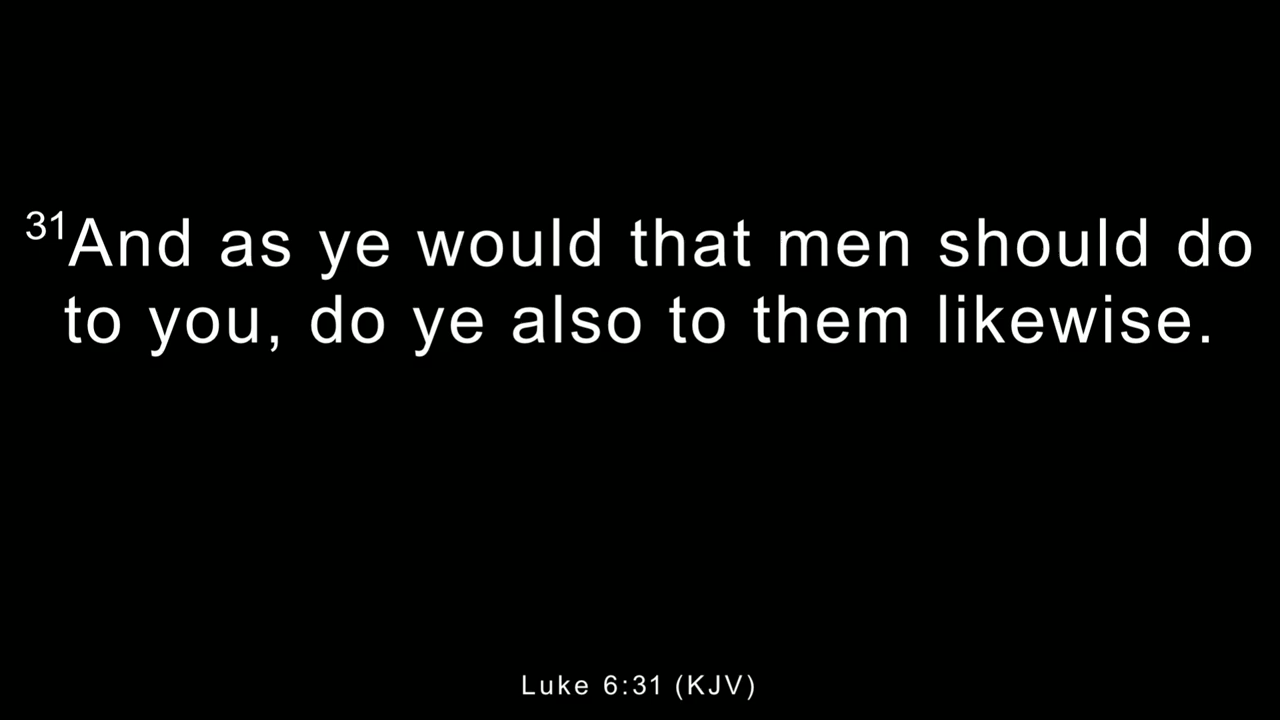 31And as ye would that men should do
to you, do ye also to them likewise.
Luke 6:31 (KJV)